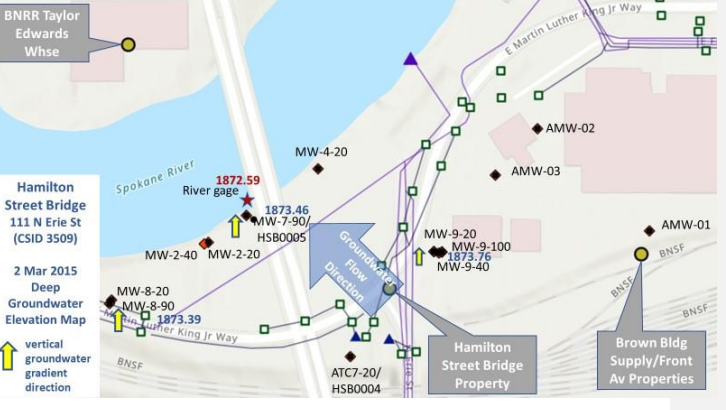 BNRR Taylor
Edwards
Whse
E Martin Luther King Jr Way
AMW-02
MW-4-20
AMW-03
Spokane River
1872.59
River gage
1873.46
MW-7-90/
HSB0005
Hamilton
Street Bridge
111 N Erie St
(CSID 3509)
2 Mar 2015
Deep
Groundwater
Elevation Map
vertical
groundwater
gradient
direction
MW-2-40
MW-2-20
Groundwater
Flow
Direction
MW-9-20
MW-9-100
1873.76
MW-9-40
AMW-01
BNSF
BNSF
BNSF
MW-8-20
MW-8-90
1873.39
Martin Luther King Jr Way
BNSF
ATC7-20/
HSB0004
Hamilton
Street Bridge
Property
Brown Bldg
Supply/Front
Av Properties